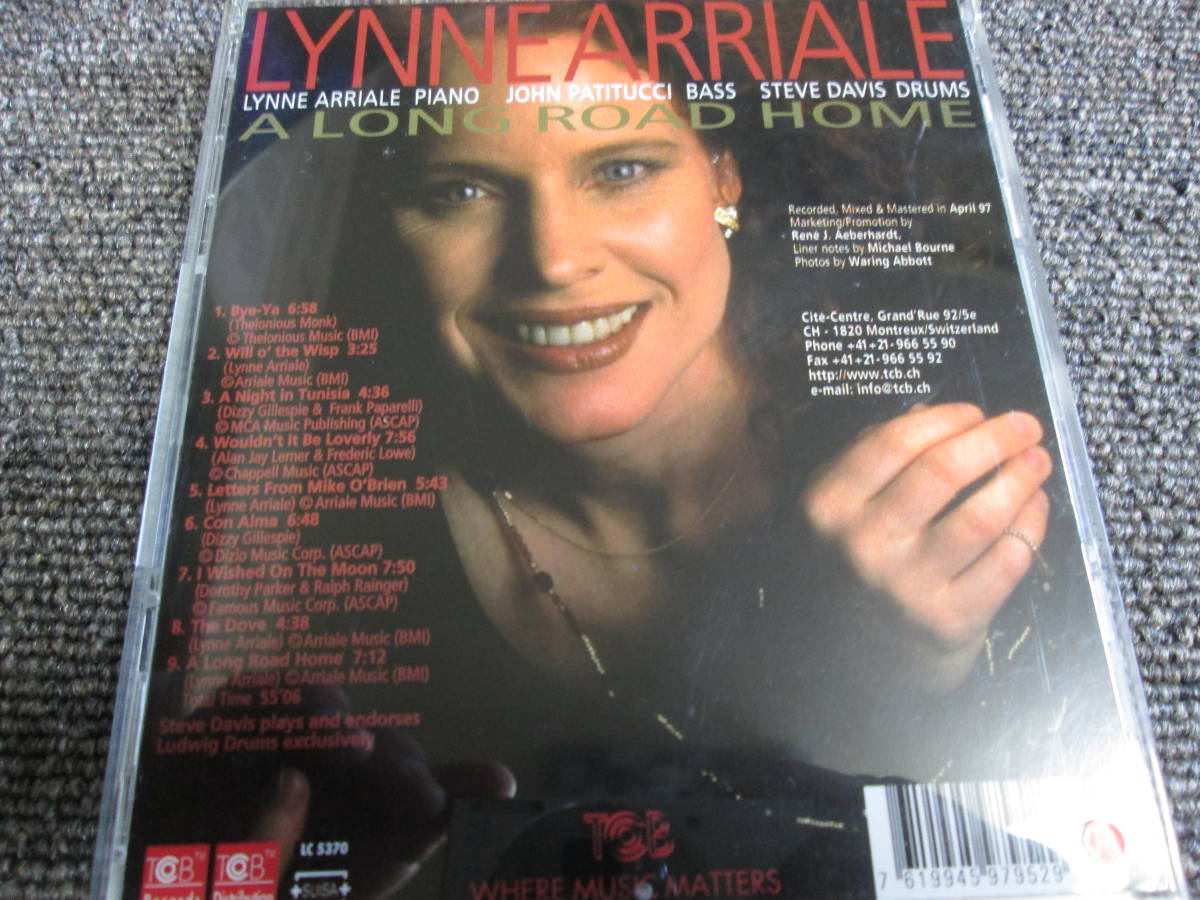 LYNNE ARRIALE
LYNNE ARRIALE PIANO JOHN PATITUCCI BASS STEVE DAVIS DRUMS
A LONG ROAD HOME
Recorded, Mixed & Mastered in April 97
Marketing/Promotion by
René J. Aeberhardt,
Liner notes by Michael Bourne
Photos by Waring Abbott
Cité-Centre, Grand'Rue 92/5e
CH - 1820 Montreux/Switzerland
Phone +41+21-966 55 90
Fax +41+21-966 55 92
http://www.tcb.ch
e-mail: info@tcb.ch
1. Bye-Ya 6:58
(Thelonious Monk)
© Thelonious Music (BMI)
2. Will o' the Wisp 3:25
(Lynne Arriale)
©Arriale Music (BMI)
3. A Night in Tunisia 4:36
(Dizzy Gillespie & Frank Paparelli)
© MCA Music Publishing (ASCAP)
4. Wouldn't It Be Loverly 7:56
(Alan Jay Lerner & Frederic Lowe)
© Chappell Music (ASCAP)
5. Letters From Mike O'Brien 5:43
(Lynne Arriale) ©Arriale Music (BMI)
6. Con Alma 6:48
(Dizzy Gillespie)
© Dizlo Music Corp. (ASCAP)
7. I Wished On The Moon 7:50
(Dorothy Parker & Ralph Rainger)
© Famous Music Corp. (ASCAP)
8. The Dove 4:38
(Lynne Arriale) ©Arriale Music (BMI)
9. A Long Road Home 7:12
(Lynne Arriale) ©Arriale Music (BMI)
Total Time 55'06
Steve Davis plays and endorses
Ludwig Drums exclusively
TCB™
Records
TCB™
Distribution
LC 5370
SUISA
TCB
WHERE MUSIC MATTERS
7 619945 979529